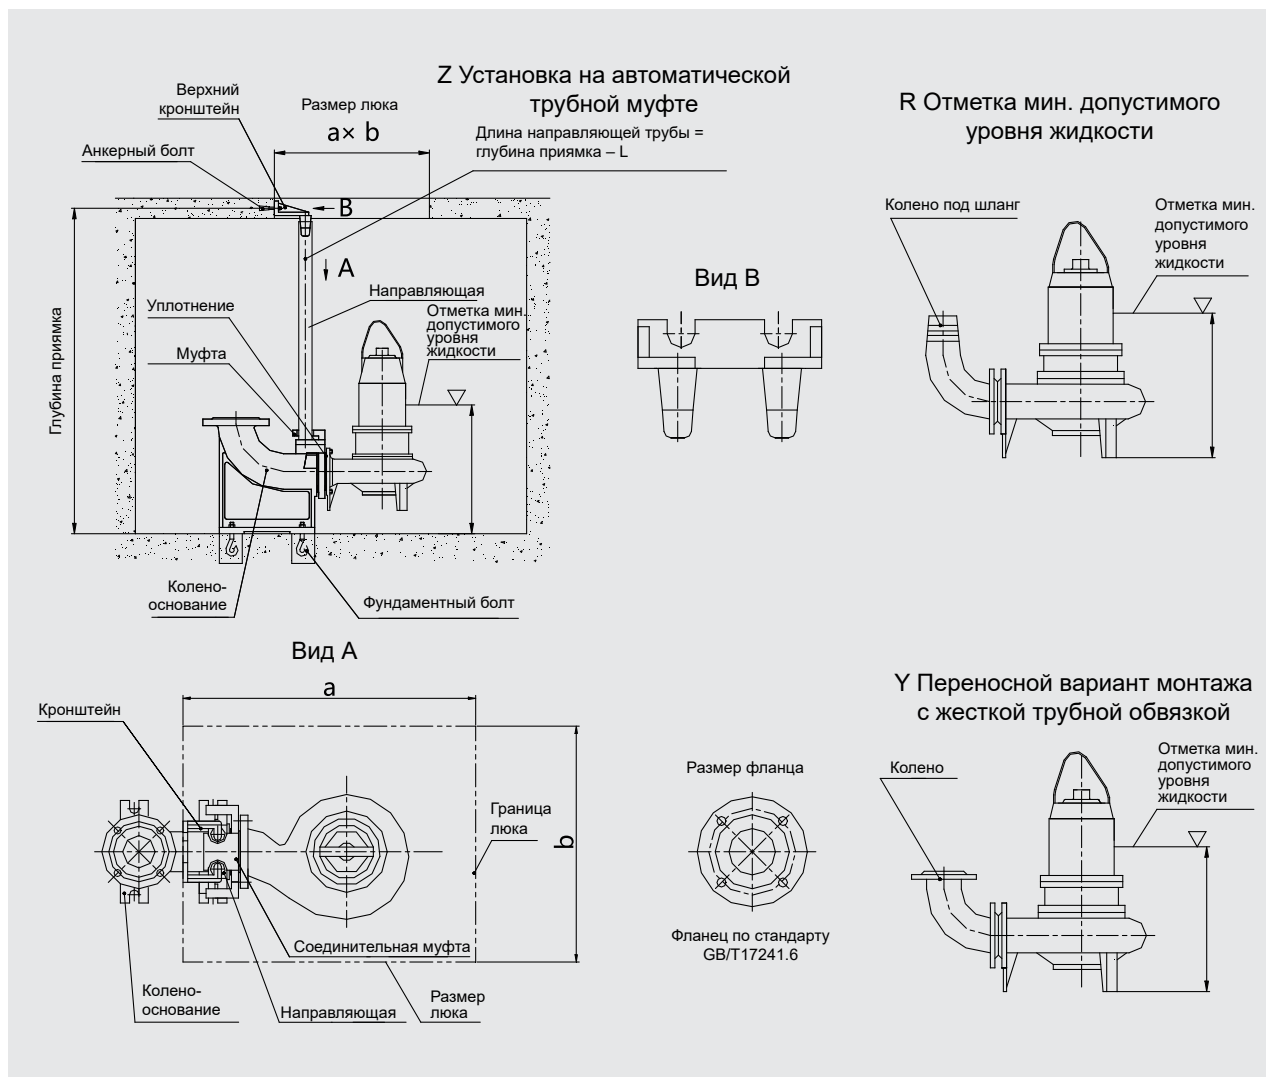 Z Установка на автоматической
трубной муфте
Верхний
кронштейн
Размер люка
a× b
Анкерный болт
Длина направляющей трубы =
глубина приямка – L
B
A
Глубина приямка
Направляющая
Уплотнение
Отметка мин.
допустимого
уровня
жидкости
Муфта
Колено-
основание
Фундаментный болт
Вид B
R Отметка мин. допустимого
уровня жидкости
Колено под шланг
Отметка мин.
допустимого
уровня
жидкости
Вид A
a
Кронштейн
Граница
люка
b
Соединительная муфта
Колено-
основание
Направляющая
Размер
люка
Размер фланца
Фланец по стандарту
GB/T17241.6
Y Переносной вариант монтажа
с жесткой трубной обвязкой
Колено
Отметка мин.
допустимого
уровня
жидкости